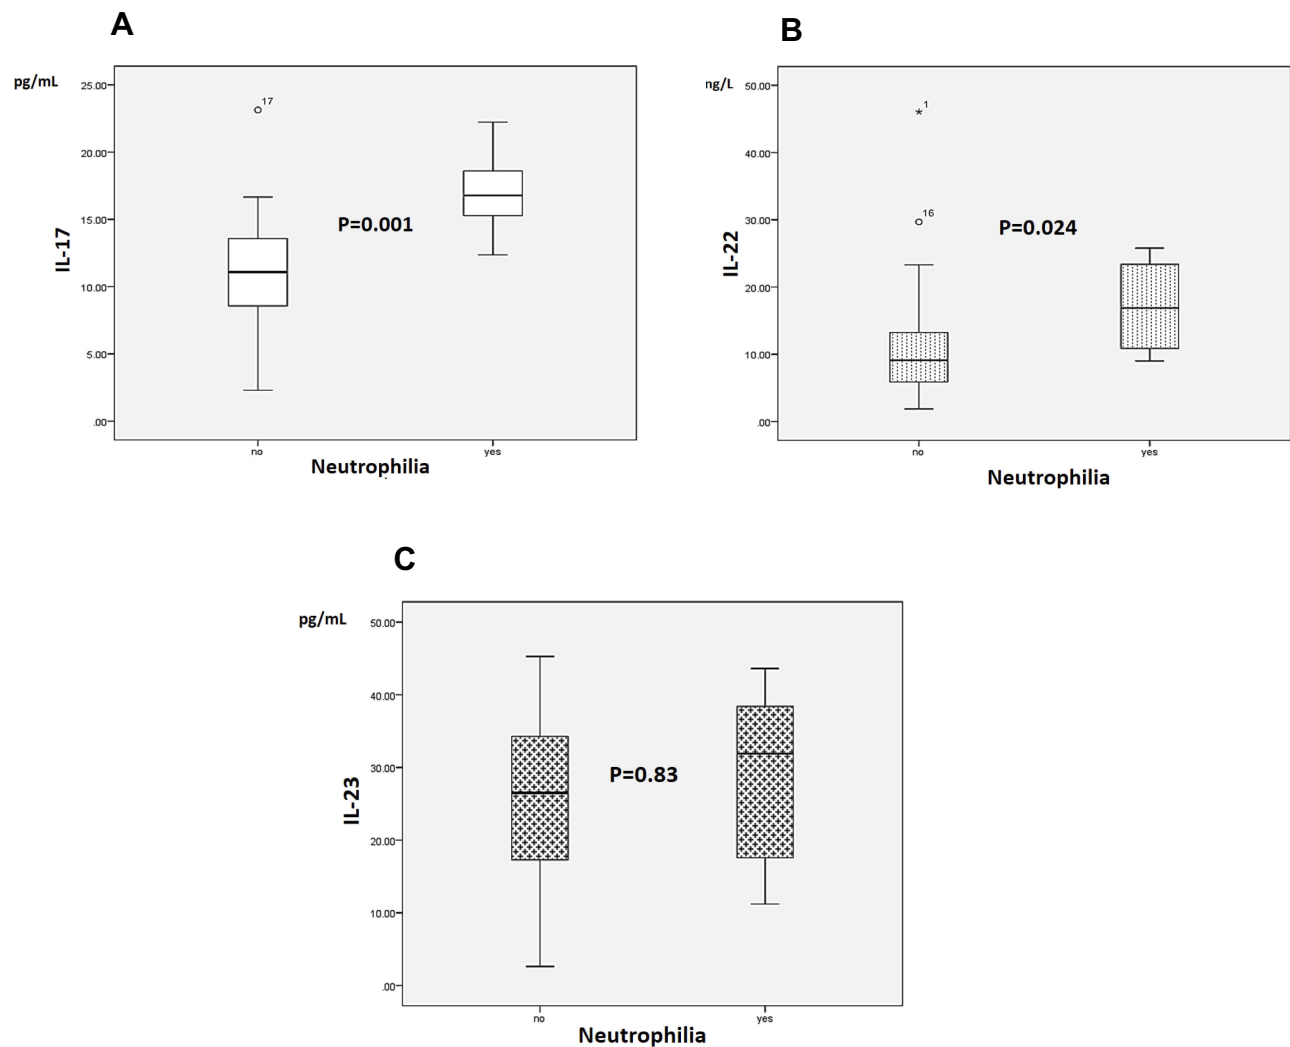 A
pg/mL
25.00
20.00
15.00
10.00
5.00
.00
IL-17
17
P=0.001
no
yes
Neutrophilia
B
ng/L
50.00
40.00
30.00
20.00
10.00
.00
IL-22
1
16
P=0.024
no
yes
Neutrophilia
C
pg/mL
50.00
40.00
30.00
20.00
10.00
.00
IL-23
P=0.83
no
yes
Neutrophilia